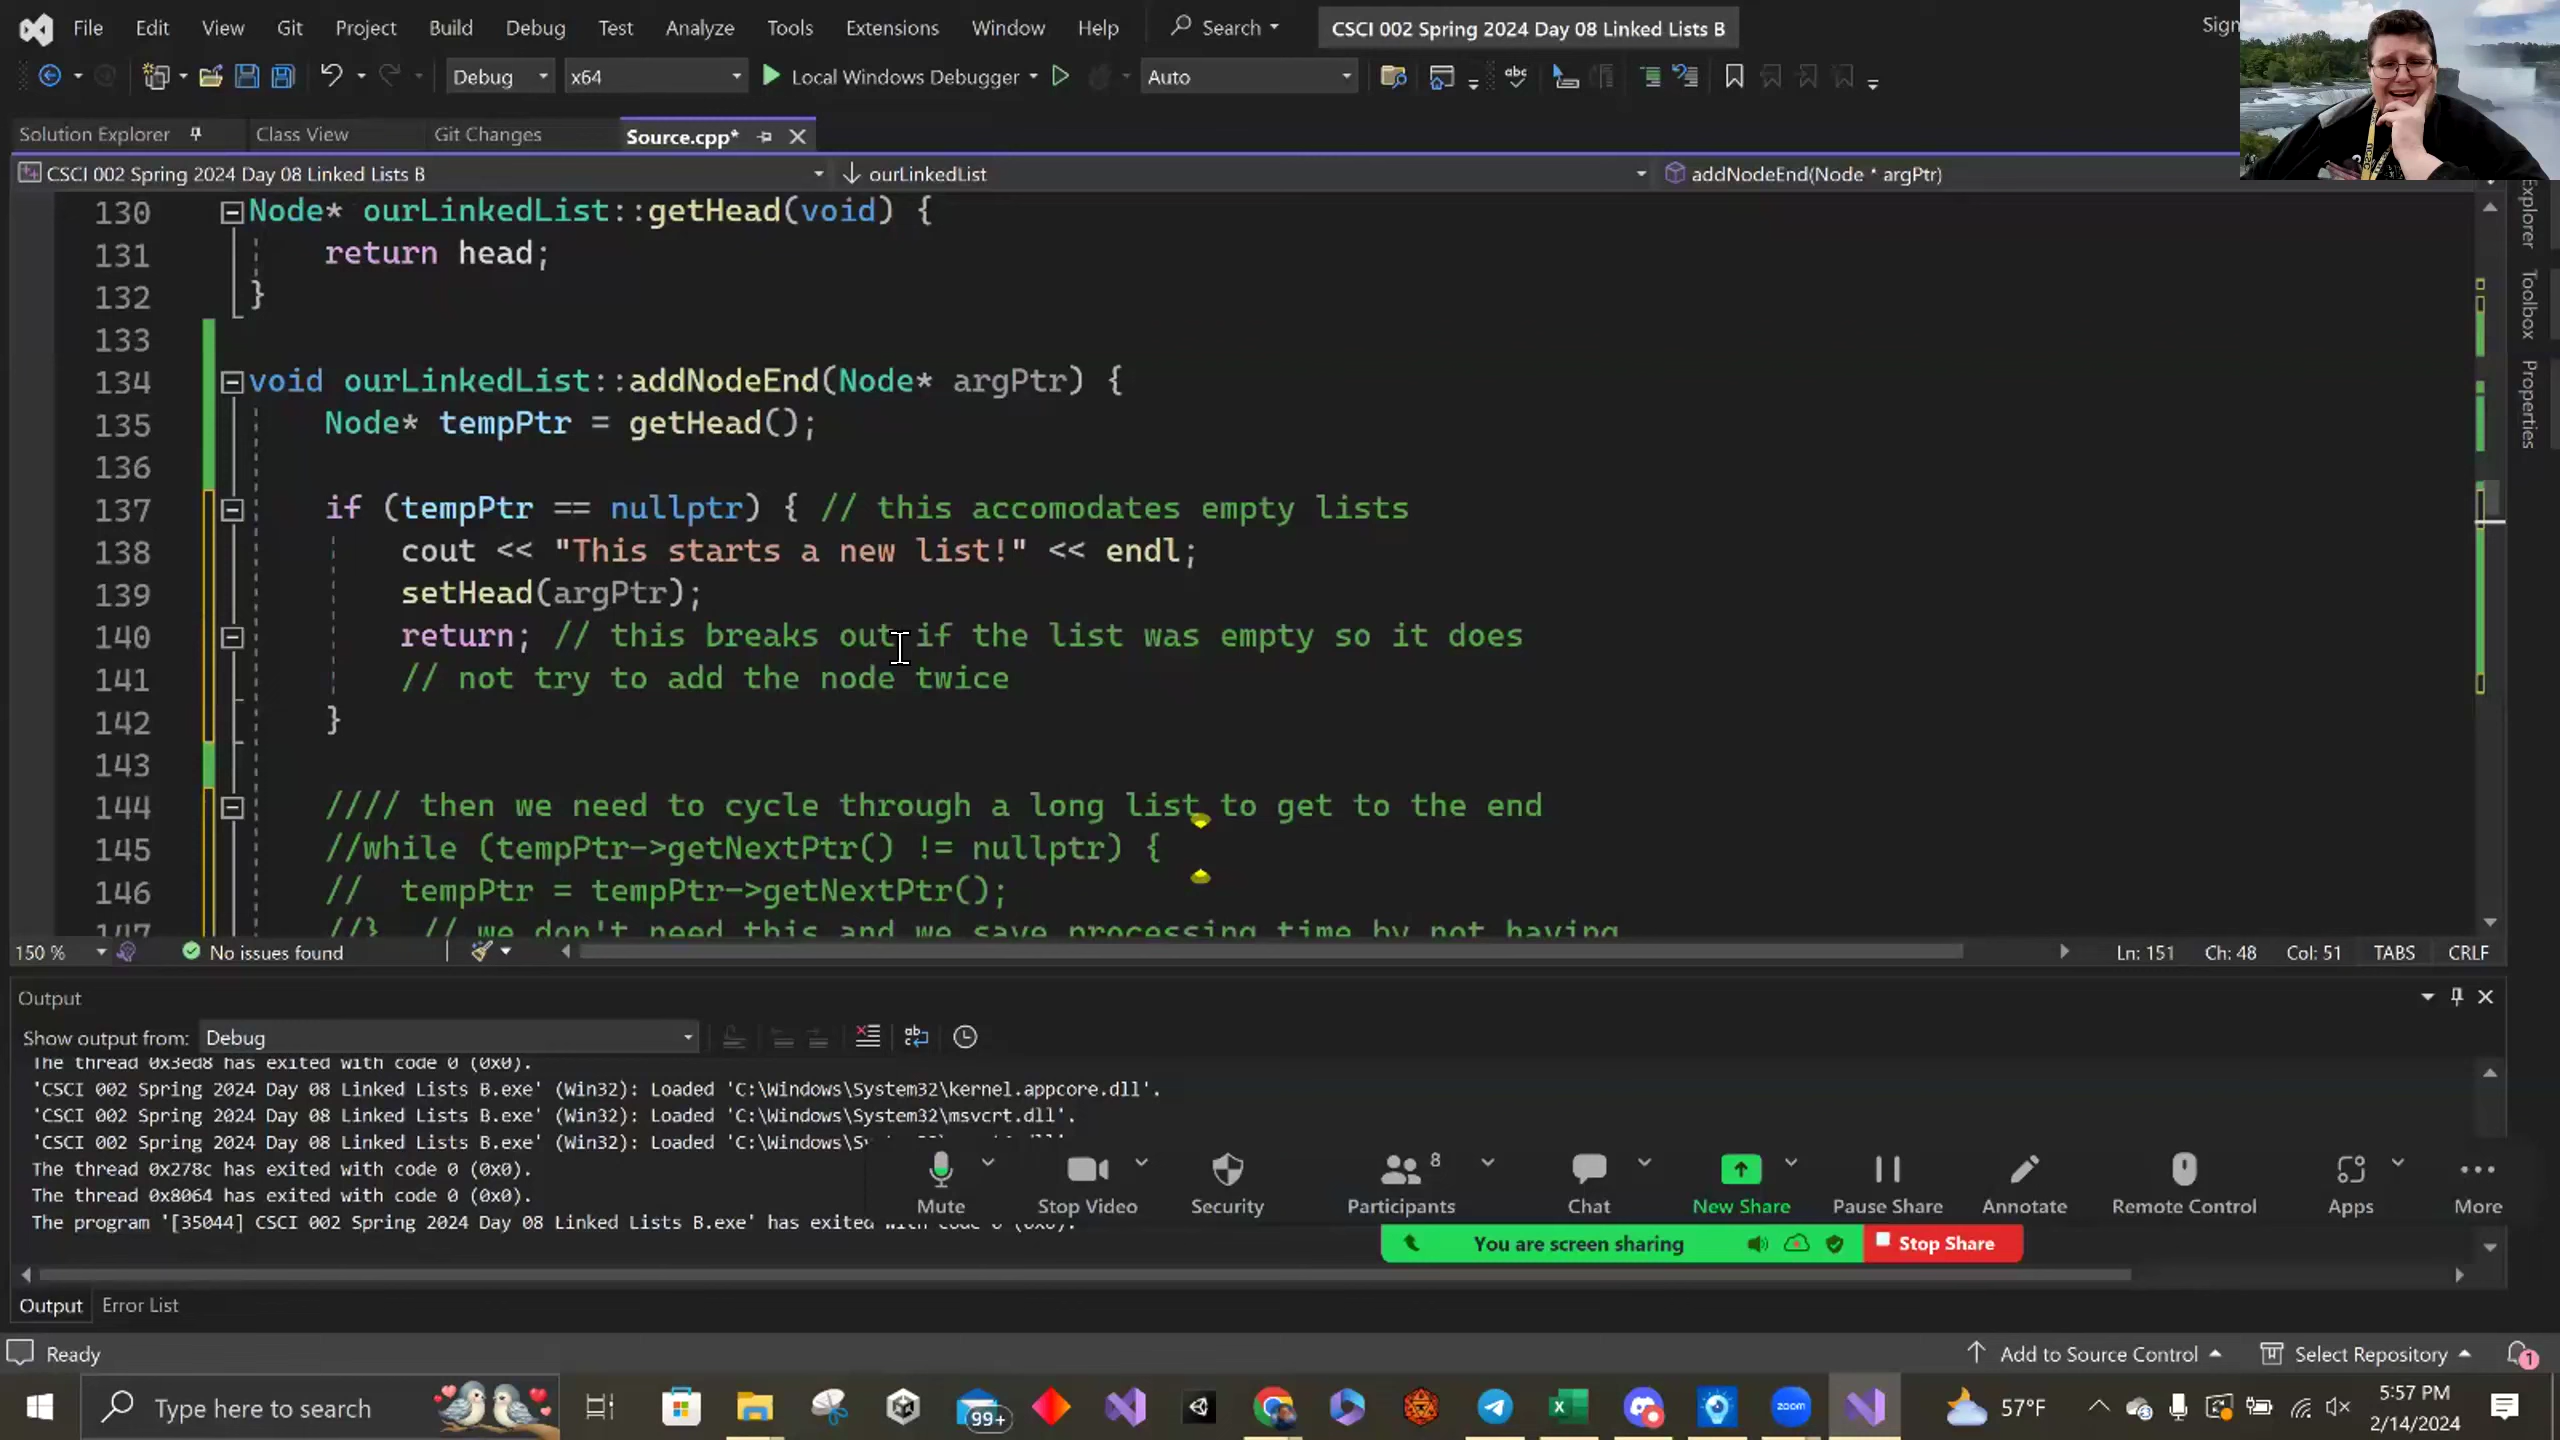 File Edit View Git Project Build Debug Test Analyze Tools Extensions Window Help Search CSCI 002 Spring 2024 Day 08 Linked Lists B Sign
Debug x64 Local Windows Debugger Auto
Solution Explorer Class View Git Changes Source.cpp*
CSCI 002 Spring 2024 Day 08 Linked Lists B ourLinkedList addNodeEnd(Node * argPtr)
130 Node* ourLinkedList::getHead(void) {
131 return head;
132 }
133
134 void ourLinkedList::addNodeEnd(Node* argPtr) {
135 Node* tempPtr = getHead();
136
137 if (tempPtr == nullptr) { // this accomodates empty lists
138 cout << "This starts a new list!" << endl;
139 setHead(argPtr);
140 return; // this breaks out if the list was empty so it does
141 // not try to add the node twice
142 }
143
144 //// then we need to cycle through a long list to get to the end
145 //while (tempPtr->getNextPtr() != nullptr) {
146 // tempPtr = tempPtr->getNextPtr();
147 //} // we don't need this and we save processing time by not having
Explorer
Toolbox
Properties
150 % No issues found Ln: 151 Ch: 48 Col: 51 TABS CRLF
Output
Show output from: Debug
The thread 0x3ed8 has exited with code 0 (0x0).
'CSCI 002 Spring 2024 Day 08 Linked Lists B.exe' (Win32): Loaded 'C:\Windows\System32\kernel.appcore.dll'.
'CSCI 002 Spring 2024 Day 08 Linked Lists B.exe' (Win32): Loaded 'C:\Windows\System32\msvcrt.dll'.
'CSCI 002 Spring 2024 Day 08 Linked Lists B.exe' (Win32): Loaded
The thread 0x278c has exited with code 0 (0x0).
The thread 0x8064 has exited with code 0 (0x0).
The program '[35044] CSCI 002 Spring 2024 Day 08 Linked Lists B.exe' has exited with code 0 (0x0).
8
Mute Stop Video Security Participants Chat New Share Pause Share Annotate Remote Control Apps More
You are screen sharing Stop Share
Output Error List
Ready Add to Source Control Select Repository 1
Type here to search 99+ zoom 57°F 5:57 PM
2/14/2024